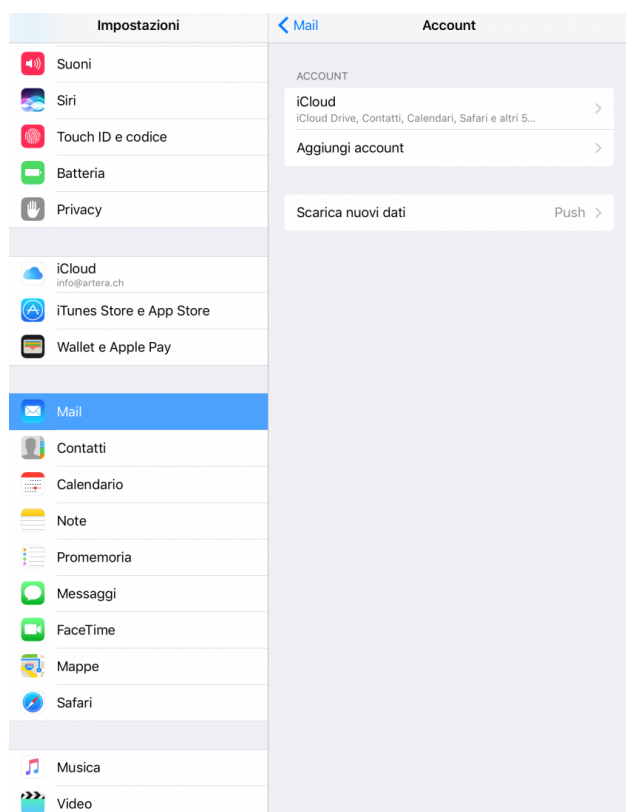 Impostazioni
Suoni
Siri
Touch ID e codice
Batteria
Privacy
iCloud
info@artera.ch
iTunes Store e App Store
Wallet e Apple Pay
Mail
Contatti
Calendario
Note
Promemoria
Messaggi
FaceTime
Mappe
Safari
Musica
Video
Mail
Account
ACCOUNT
iCloud
iCloud Drive, Contatti, Calendari, Safari e altri 5...
Aggiungi account
Scarica nuovi dati
Push